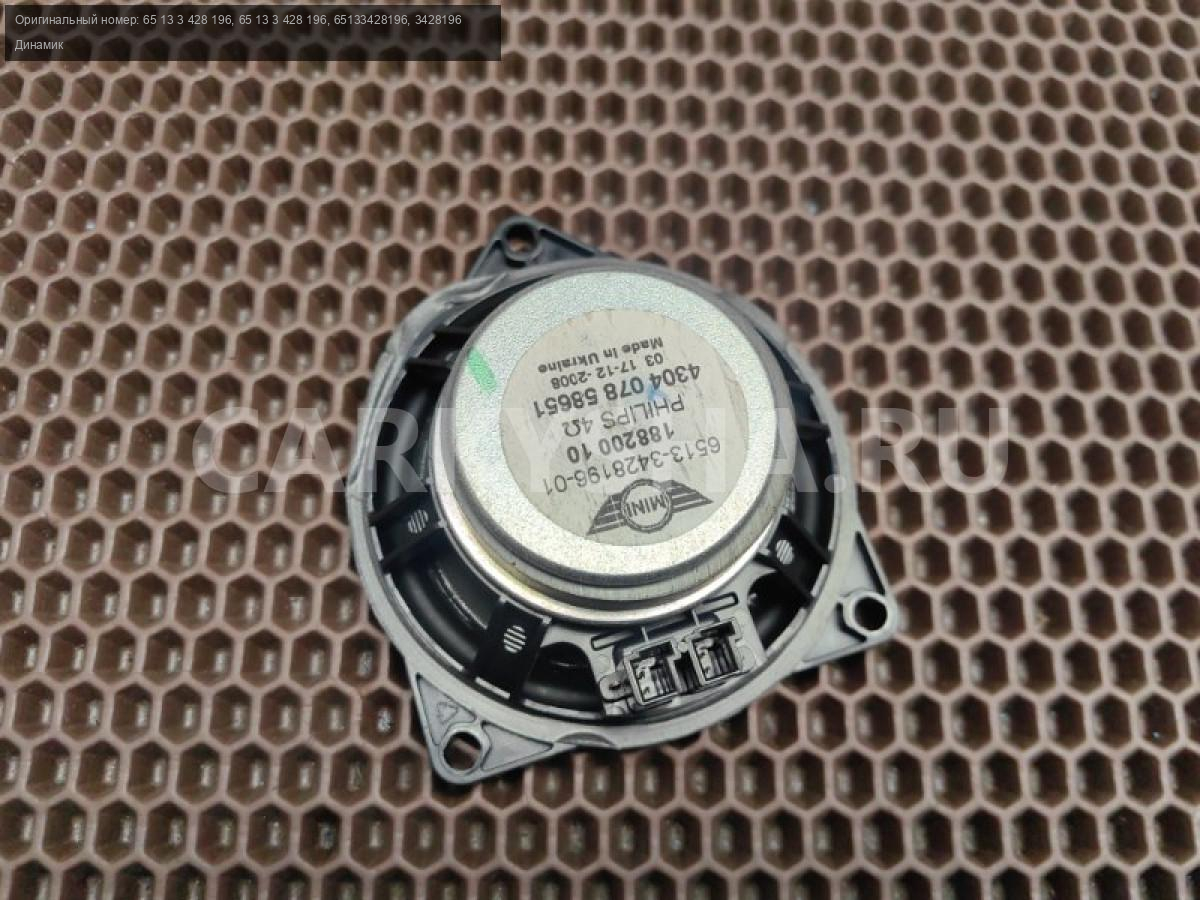 Оригинальный номер: 65 13 3 428 196, 65 13 3 428 196, 65133428196, 3428196
Динамик
MINI
6513-3428196-01
188200 10
PHILIPS 4Ω
4304 078 58651
03 17-12-2008
Made In Ukraine